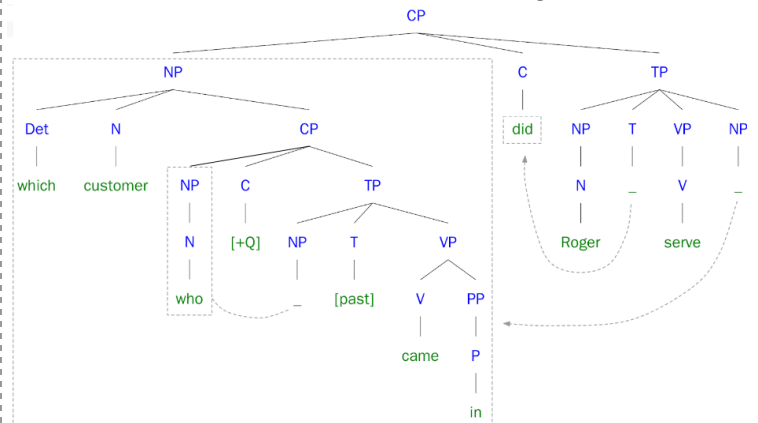 CP
NP C TP
Det N CP did NP T VP NP
which customer NP C TP N _ V _
N [+Q] NP T VP Roger serve
who _ [past] V PP
came P
in